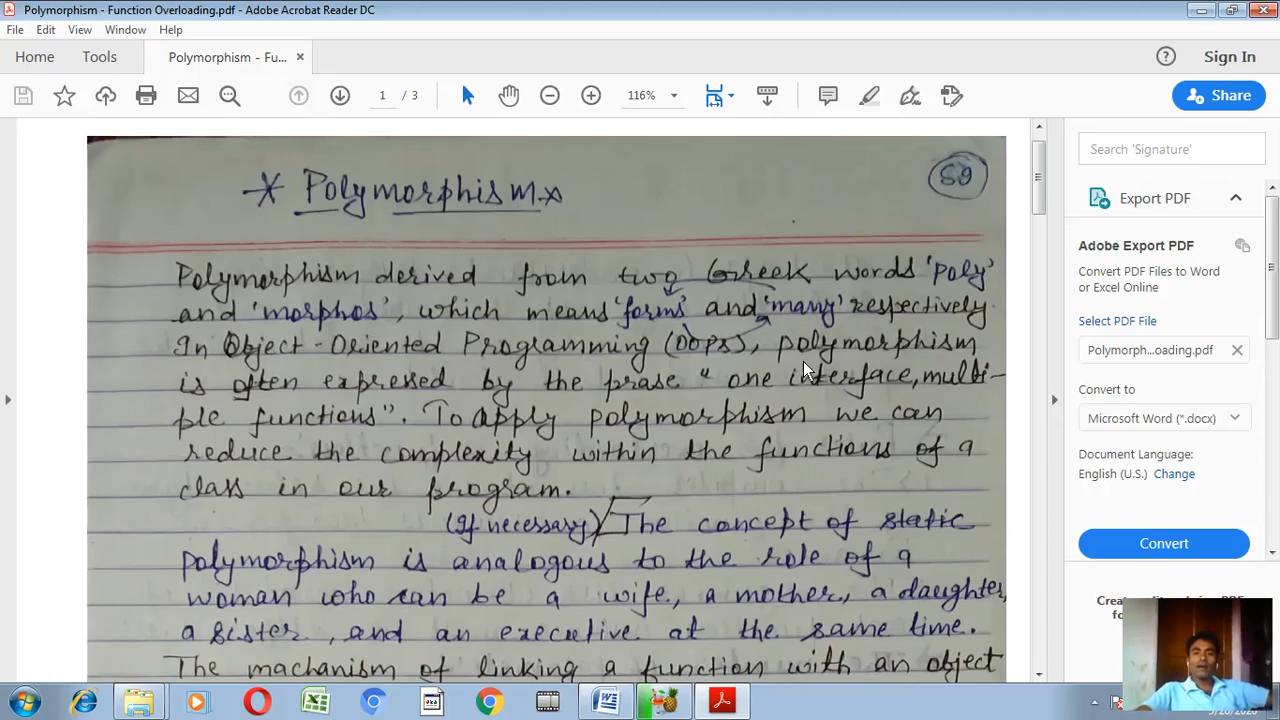 Polymorphism - Function Overloading.pdf - Adobe Acrobat Reader DC
File Edit View Window Help
Home Tools Polymorphism - Fu... × Sign In
1 / 3 116% Share
Polymorphism
59
Polymorphism derived from two Greek words 'poly'
and 'morphos', which means 'forms' and 'many' respectively.
In Object-Oriented Programming (OOPs), polymorphism
is often expressed by the prase " one interface, multi-
ple functions". To apply polymorphism we can
reduce the complexity within the functions of a
class in our program.
(If necessary) The concept of static
polymorphism is analogous to the role of a
woman who can be a wife, a mother, a daughter,
a sister, and an executive at the same time.
The machanism of linking a function with an object
Search 'Signature'
Export PDF
Adobe Export PDF
Convert PDF Files to Word
or Excel Online
Select PDF File
Polymorph...oading.pdf
Convert to
Microsoft Word (*.docx)
Document Language:
English (U.S.) Change
Convert